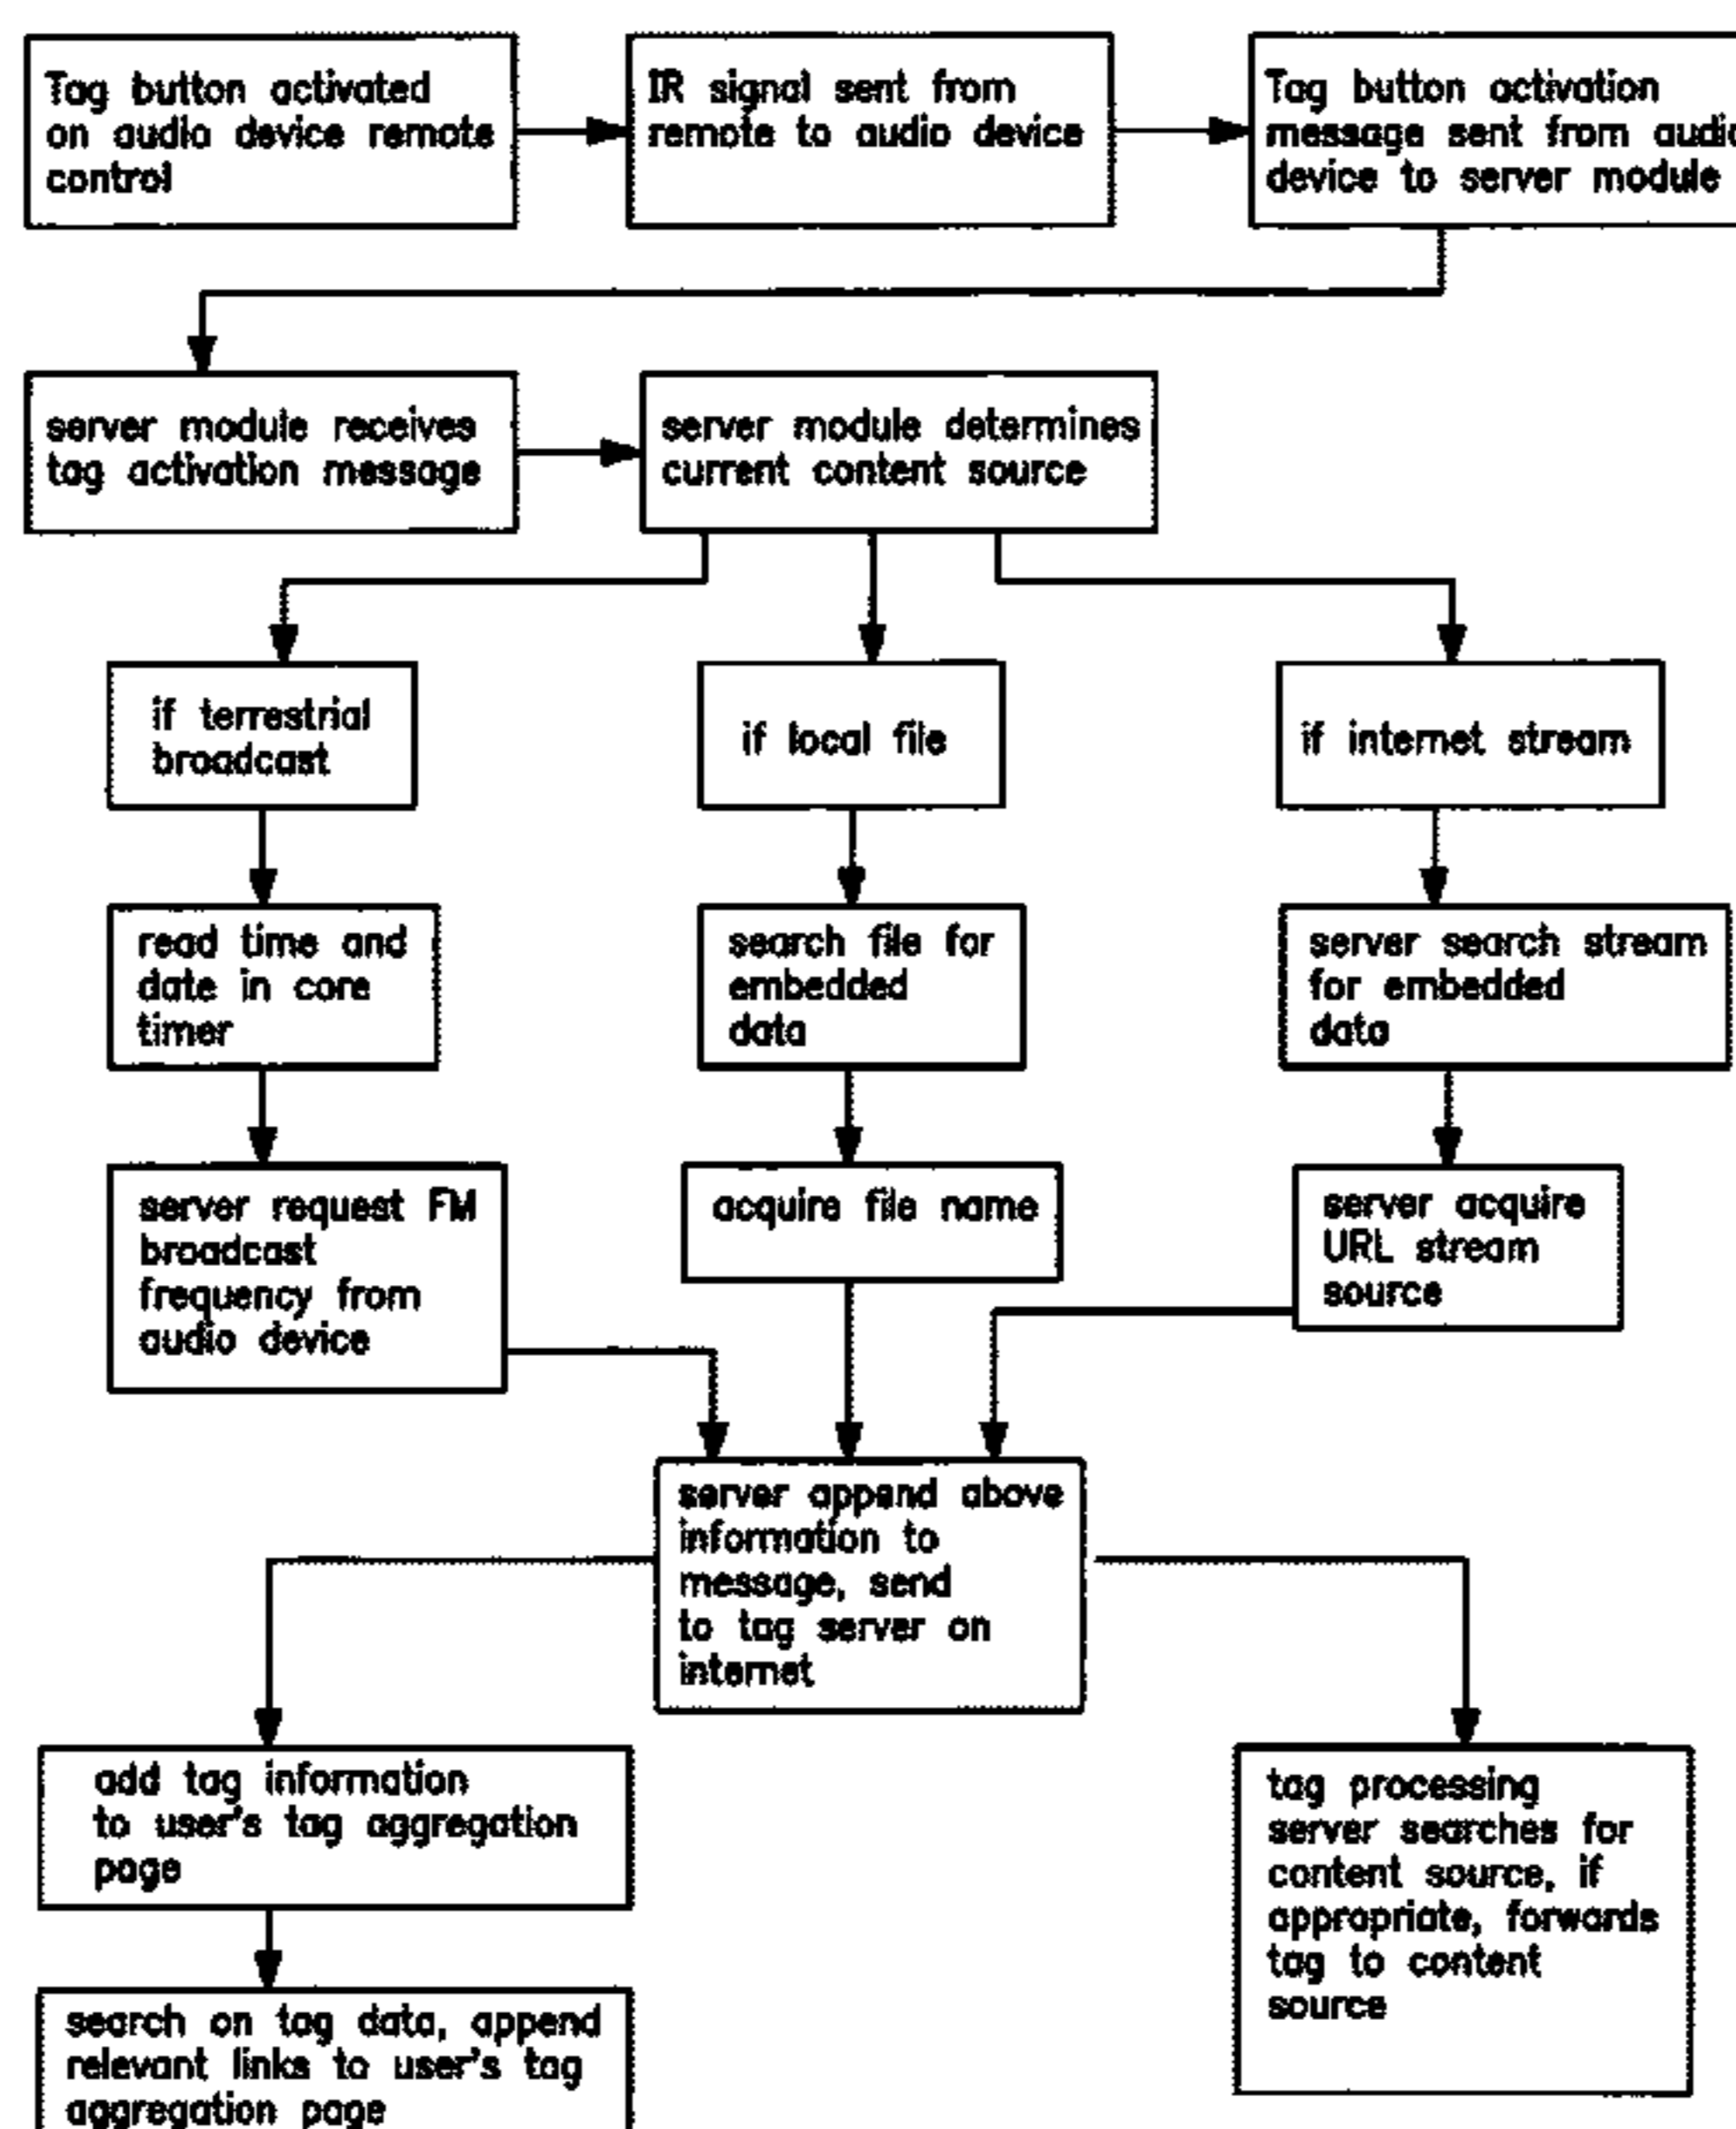 Tag button activated
on audio device remote
control
IR signal sent from
remote to audio device
Tag button activation
message sent from audio
device to server module
server module receives
tag activation message
server module determines
current content source
if terrestrial
broadcast
if local file
if internet stream
read time and
date in core
timer
search file for
embedded
data
server search stream
for embedded
data
server request FM
broadcast
frequency from
audio device
acquire file name
server acquire
URL stream
source
server append above
information to
message, send
to tag server on
internet
add tag information
to user's tag aggregation
page
tag processing
server searches for
content source, if
appropriate, forwards
tag to content
source
search on tag data, append
relevant links to user's tag
aggregation page